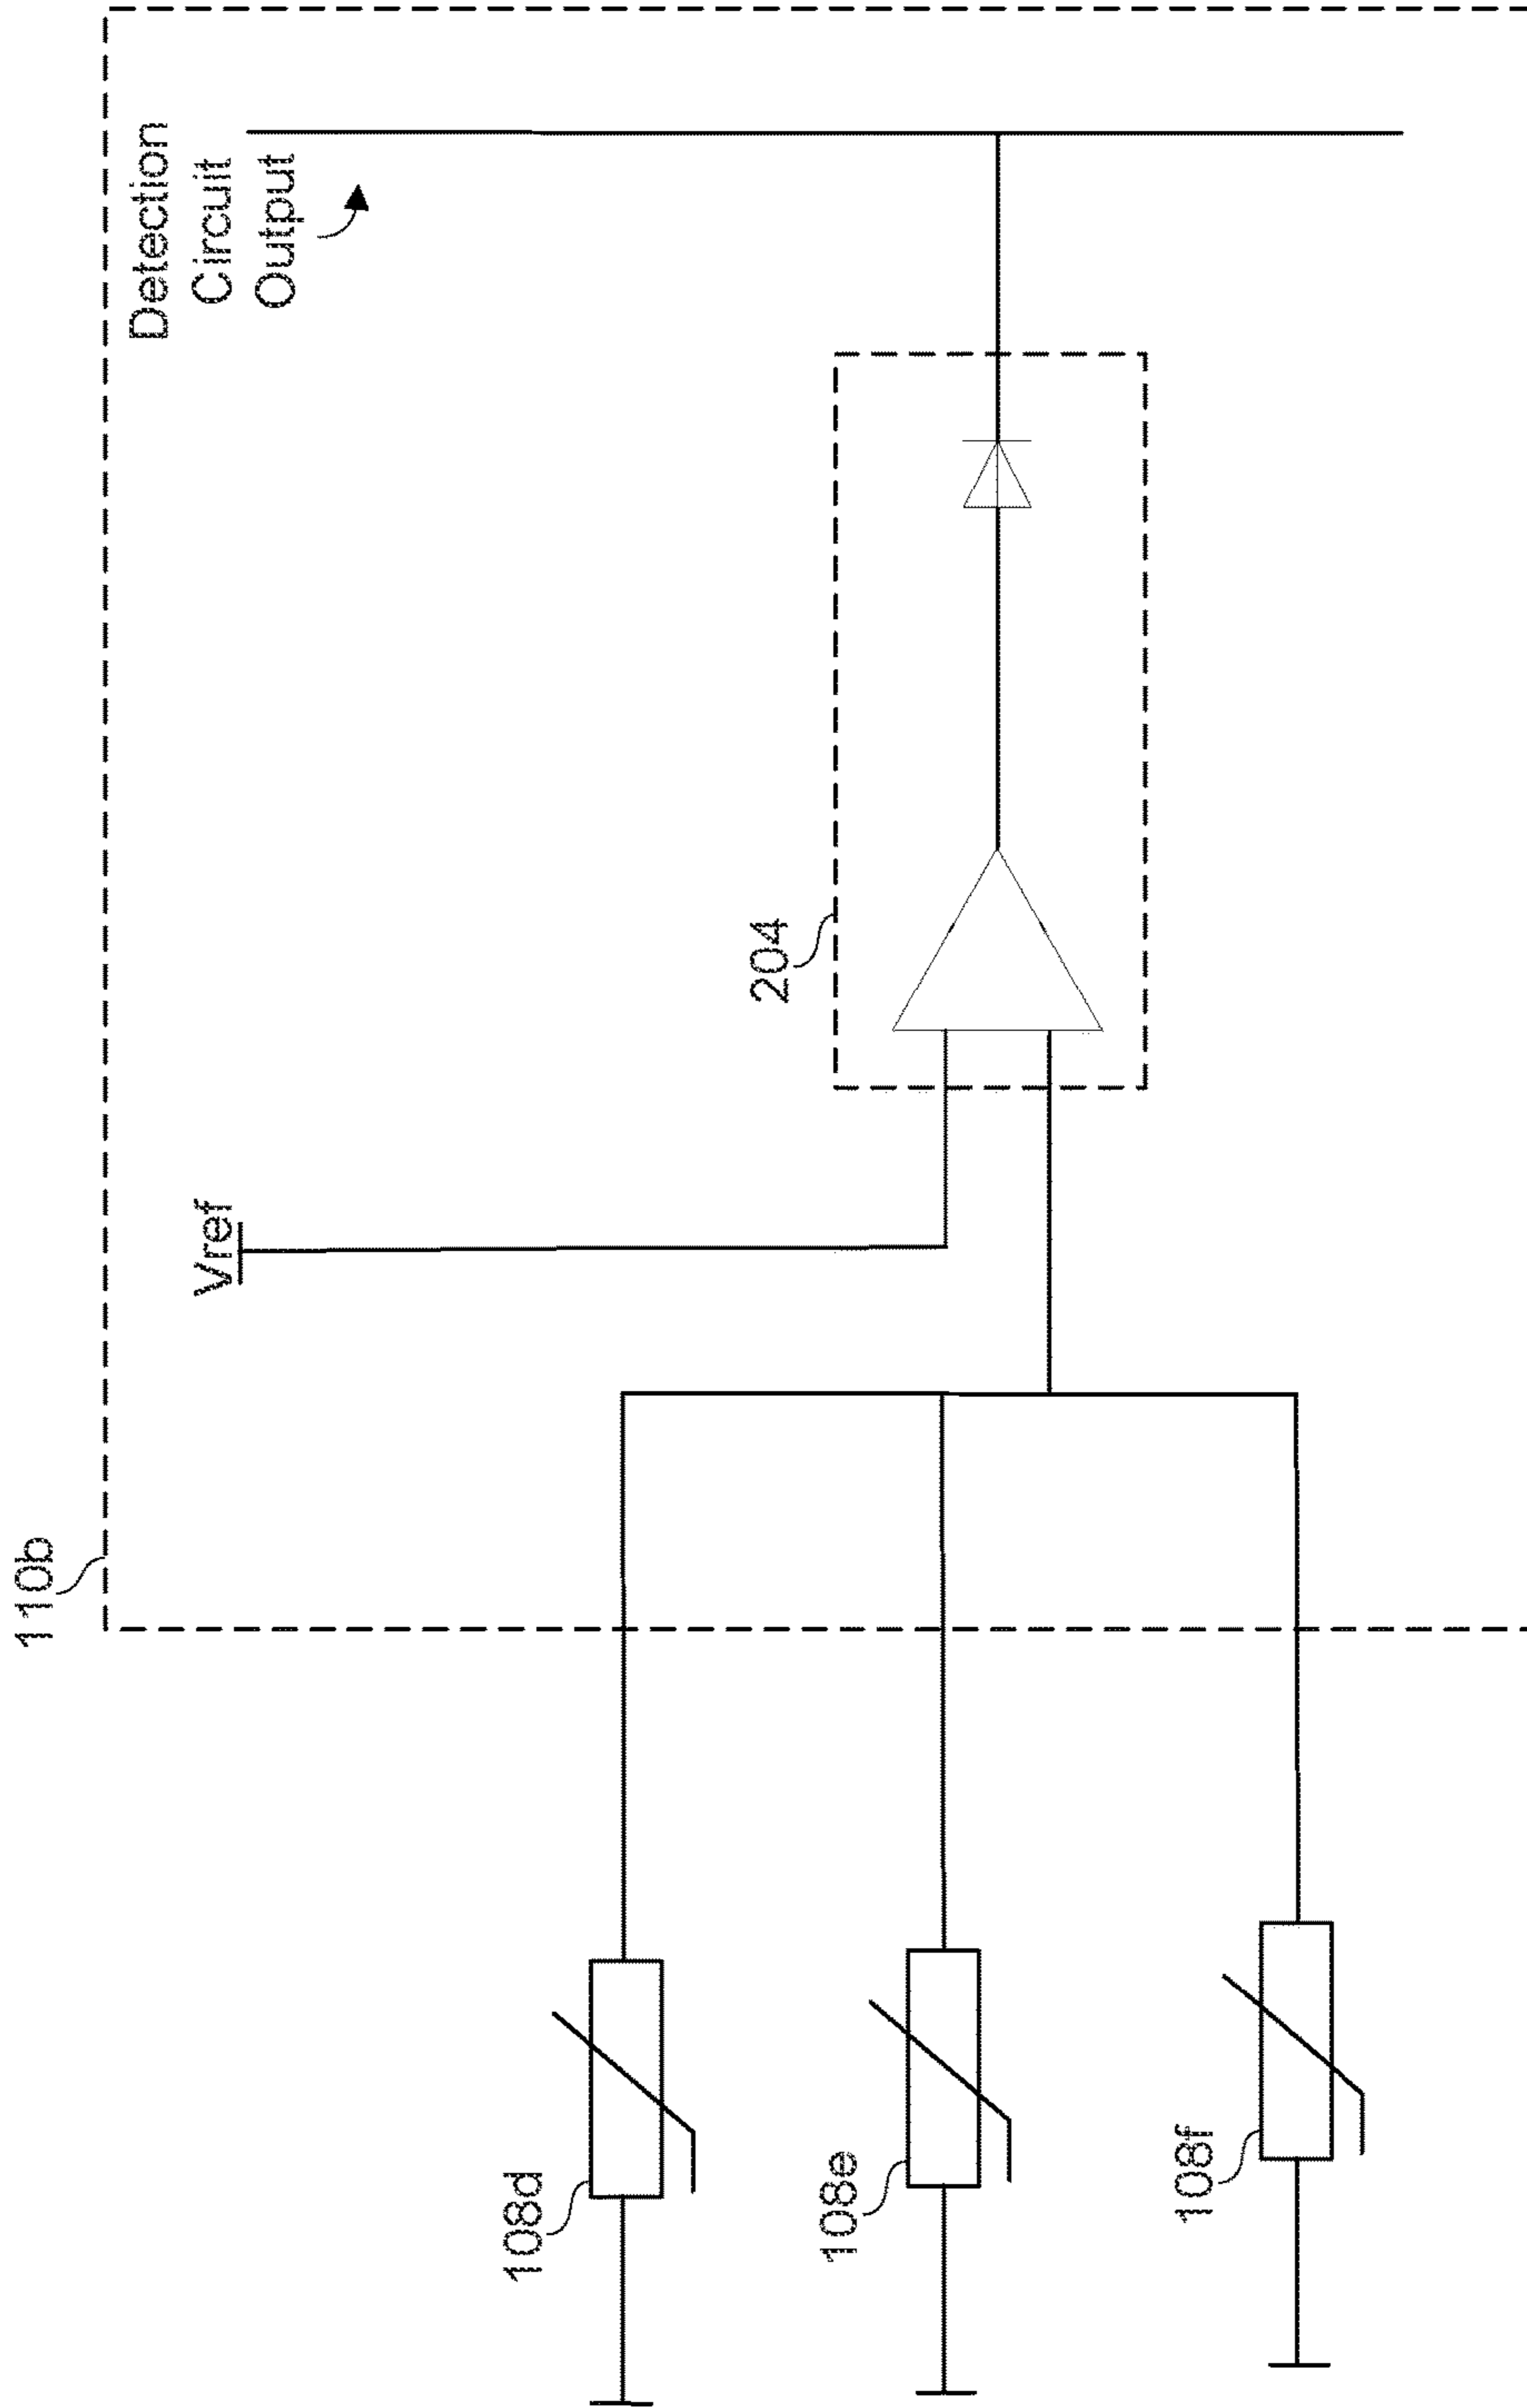 110b
Detection
Circuit
Output
Vref
204
108d
108e
108f